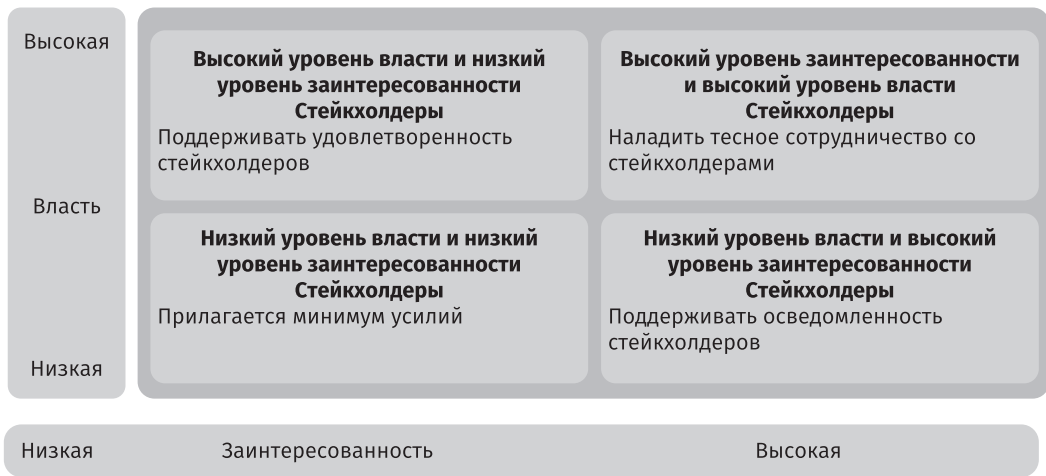 Высокая
Высокий уровень власти и низкий
уровень заинтересованности
Стейкхолдеры
Поддерживать удовлетворенность
стейкхолдеров
Высокий уровень заинтересованности
и высокий уровень власти
Стейкхолдеры
Наладить тесное сотрудничество со
стейкхолдерами
Власть
Низкий уровень власти и низкий
уровень заинтересованности
Стейкхолдеры
Прилагается минимум усилий
Низкий уровень власти и высокий
уровень заинтересованности
Стейкхолдеры
Поддерживать осведомленность
стейкхолдеров
Низкая
Низкая
Заинтересованность
Высокая